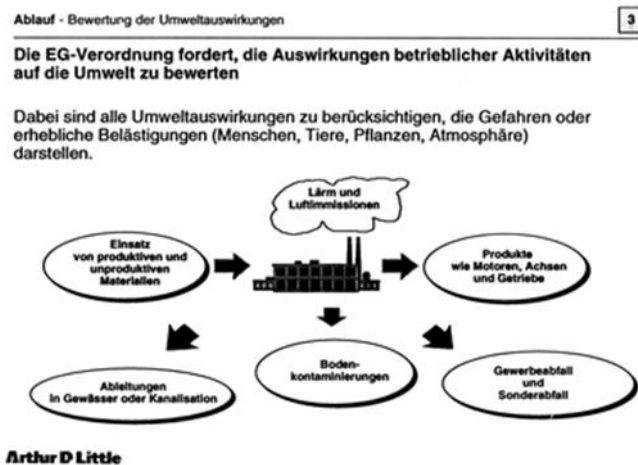 Ablauf - Bewertung der Umweltauswirkungen
3
Die EG-Verordnung fordert, die Auswirkungen betrieblicher Aktivitäten
auf die Umwelt zu bewerten
Dabei sind alle Umweltauswirkungen zu berücksichtigen, die Gefahren oder
erhebliche Belästigungen (Menschen, Tiere, Pflanzen, Atmosphäre)
darstellen.
Lärm und
Luftimmissionen
Einsatz
von produktiven und
unproduktiven
Materialien
Produkte
wie Motoren, Achsen
und Getriebe
Ableitungen
in Gewässer oder Kanalisation
Boden-
kontaminierungen
Gewerbeabfall
und
Sonderabfall
Arthur D Little